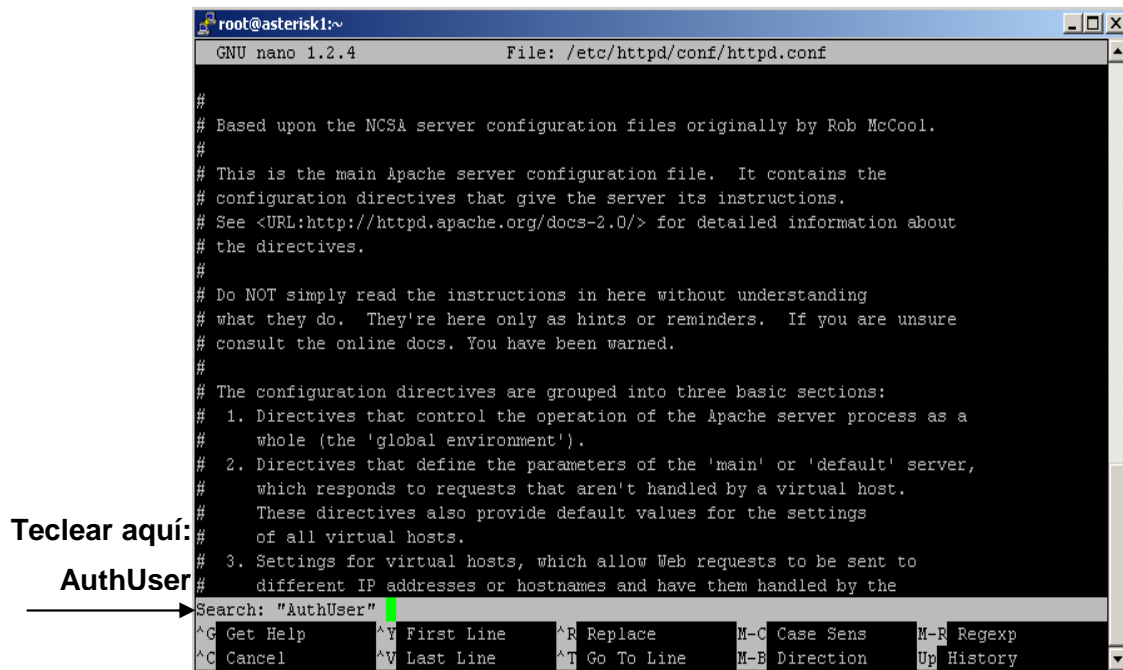 root@asterisk1:~
GNU nano 1.2.4 File: /etc/httpd/conf/httpd.conf
#
# Based upon the NCSA server configuration files originally by Rob McCool.
#
# This is the main Apache server configuration file.  It contains the
# configuration directives that give the server its instructions.
# See <URL:http://httpd.apache.org/docs-2.0/> for detailed information about
# the directives.
#
# Do NOT simply read the instructions in here without understanding
# what they do.  They're here only as hints or reminders.  If you are unsure
# consult the online docs. You have been warned.
#
# The configuration directives are grouped into three basic sections:
#  1. Directives that control the operation of the Apache server process as a
#     whole (the 'global environment').
#  2. Directives that define the parameters of the 'main' or 'default' server,
#     which responds to requests that aren't handled by a virtual host.
#     These directives also provide default values for the settings
#     of all virtual hosts.
#  3. Settings for virtual hosts, which allow Web requests to be sent to
#     different IP addresses or hostnames and have them handled by the
Teclear aquí:
AuthUser
Search: "AuthUser"
^G Get Help ^Y First Line ^R Replace M-C Case Sens M-R Regexp
^C Cancel ^V Last Line ^T Go To Line M-B Direction Up History